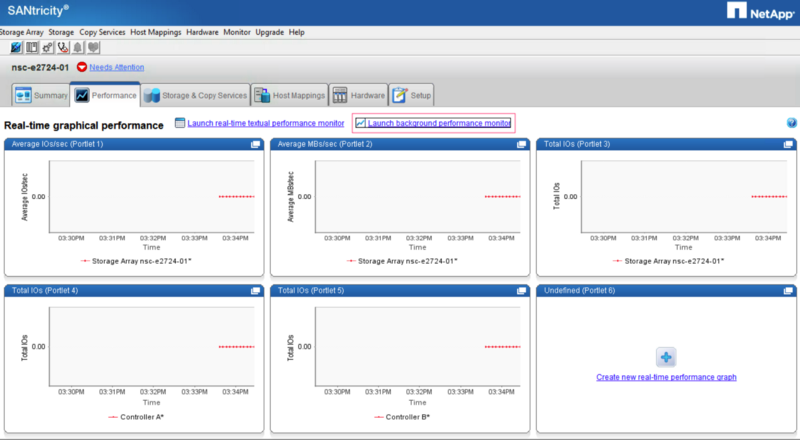 SANtricity®
NetApp
Storage Array Storage Copy Services Host Mappings Hardware Monitor Upgrade Help
nsc-e2724-01 Needs Attention
Summary Performance Storage & Copy Services Host Mappings Hardware Setup
Real-time graphical performance Launch real-time textual performance monitor Launch background performance monitor
Average IOs/sec (Portlet 1)
Average IOs/sec
0.00
03:30PM 03:31PM 03:32PM 03:33PM 03:34PM
Time
Storage Array nsc-e2724-01*
Average MBs/sec (Portlet 2)
Average MBs/sec
0.00
03:30PM 03:31PM 03:32PM 03:33PM 03:34PM
Time
Storage Array nsc-e2724-01*
Total IOs (Portlet 3)
Total IOs
0.00
03:30PM 03:31PM 03:32PM 03:33PM 03:34PM
Time
Storage Array nsc-e2724-01*
Total IOs (Portlet 4)
Total IOs
0.00
03:30PM 03:31PM 03:32PM 03:33PM 03:34PM
Time
Controller A*
Total IOs (Portlet 5)
Total IOs
0.00
03:30PM 03:31PM 03:32PM 03:33PM 03:34PM
Time
Controller B*
Undefined (Portlet 6)
Create new real-time performance graph